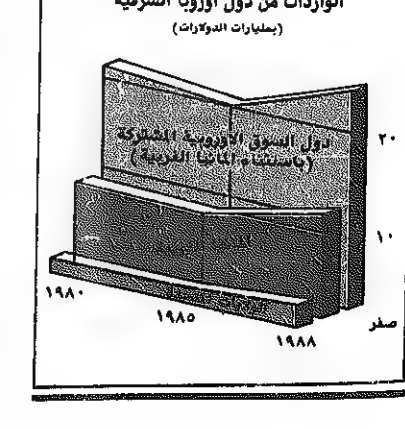 الواردات من دول أوروبا الشرقية
(بمليارات الدولارات)
دول السوق الأوروبية المشتركة
(باستثناء ألمانيا الغربية)
٢٠
١٠
صفر
١٩٨٠
١٩٨٥
١٩٨٨